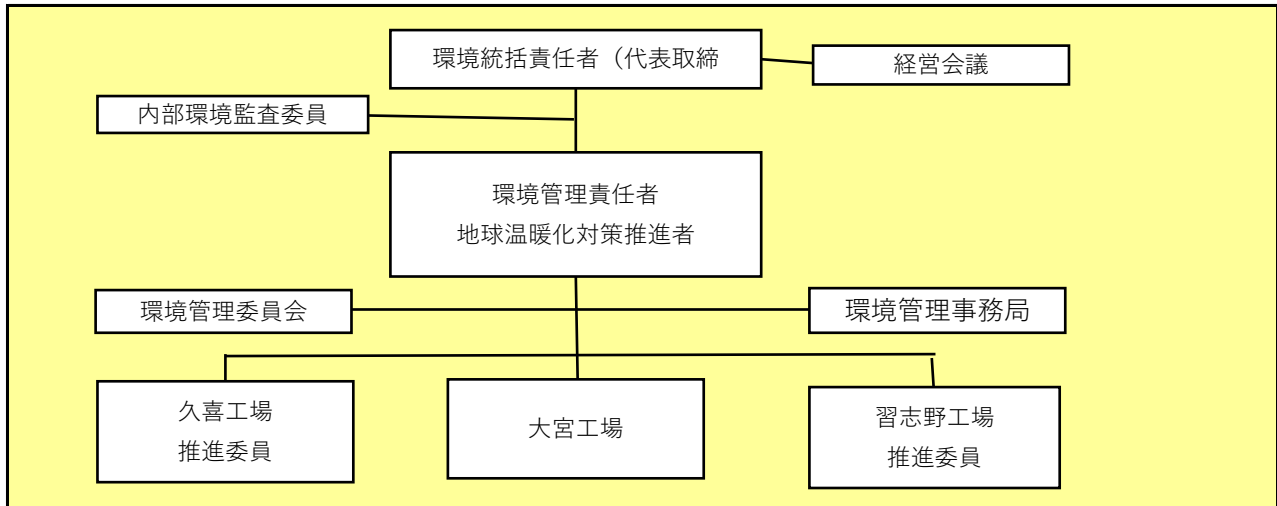 環境統括責任者（代表取締
経営会議
内部環境監査委員
環境管理責任者
地球温暖化対策推進者
環境管理委員会
環境管理事務局
久喜工場
推進委員
大宮工場
習志野工場
推進委員